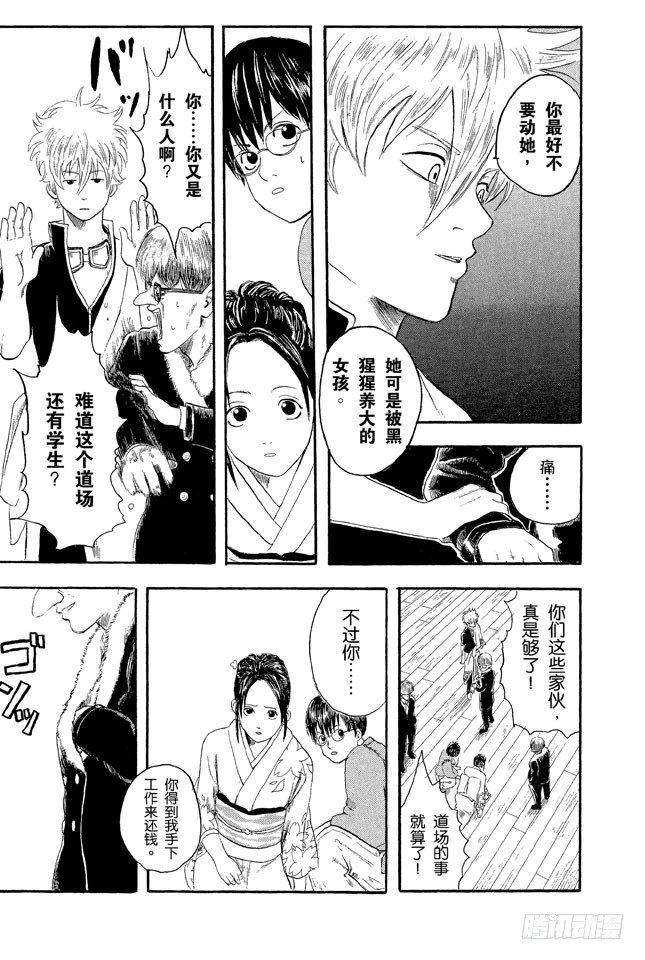 你最好不
要动她，
她可是被黑
猩猩养大的
女孩。
痛……
你……你又是
什么人啊？
难道这个道场
还有学生？
バッ
你们这些家伙，
真是够了！
道场的事
就算了！
不过你……
你得到我手下
工作来还钱。
ゴソッ
腾讯动漫